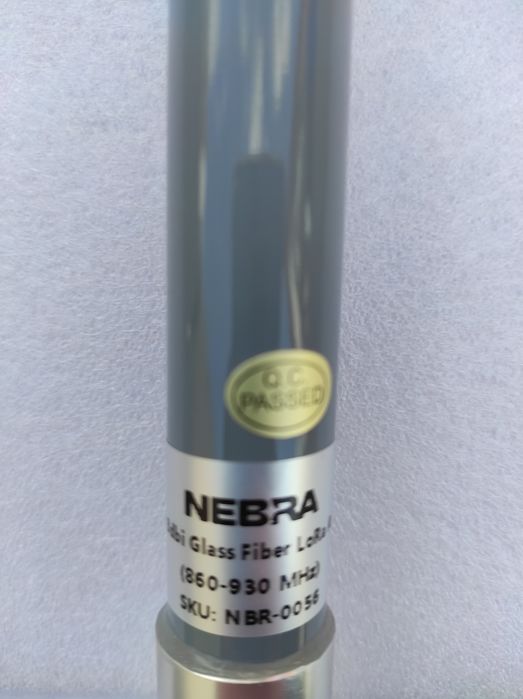 Q.C.
PASSED
NEBRA
dbi Glass Fiber LoRa
(860-930 MHz)
SKU: NBR-0056